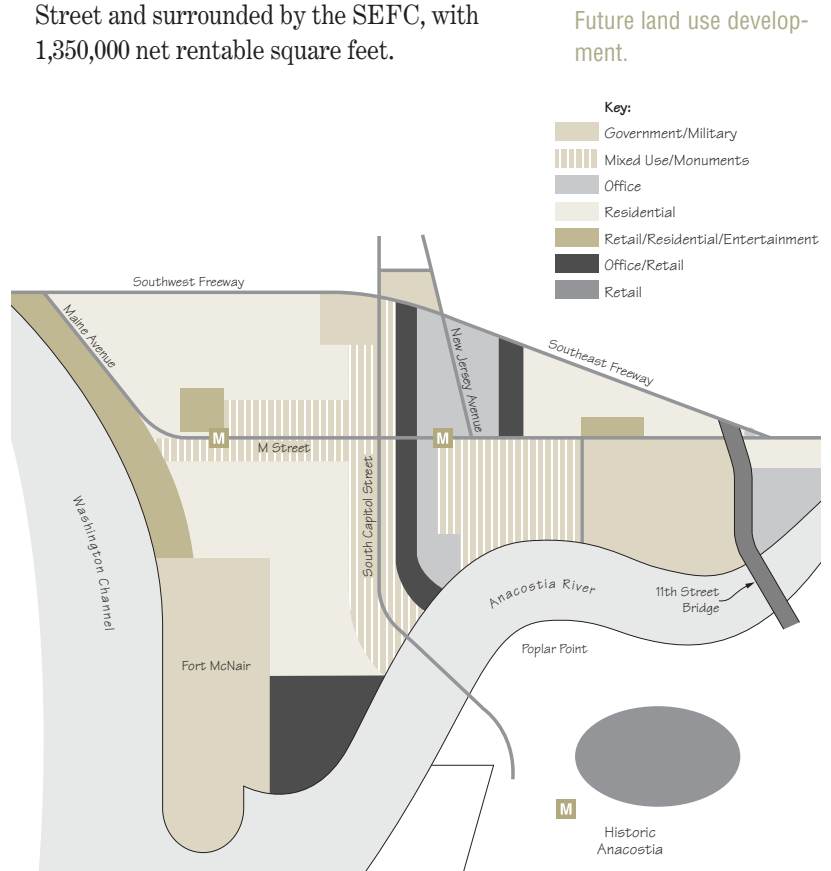 Street and surrounded by the SEFC, with
1,350,000 net rentable square feet.
Future land use develop-
ment.
Key:
Government/Military
Mixed Use/Monuments
Office
Residential
Retail/Residential/Entertainment
Office/Retail
Retail
Southwest Freeway
Maine Avenue
New Jersey Avenue
Southeast Freeway
M
M Street
M
South Capitol Street
Washington Channel
Anacostia River
11th Street
Bridge
Poplar Point
Fort McNair
M
Historic
Anacostia